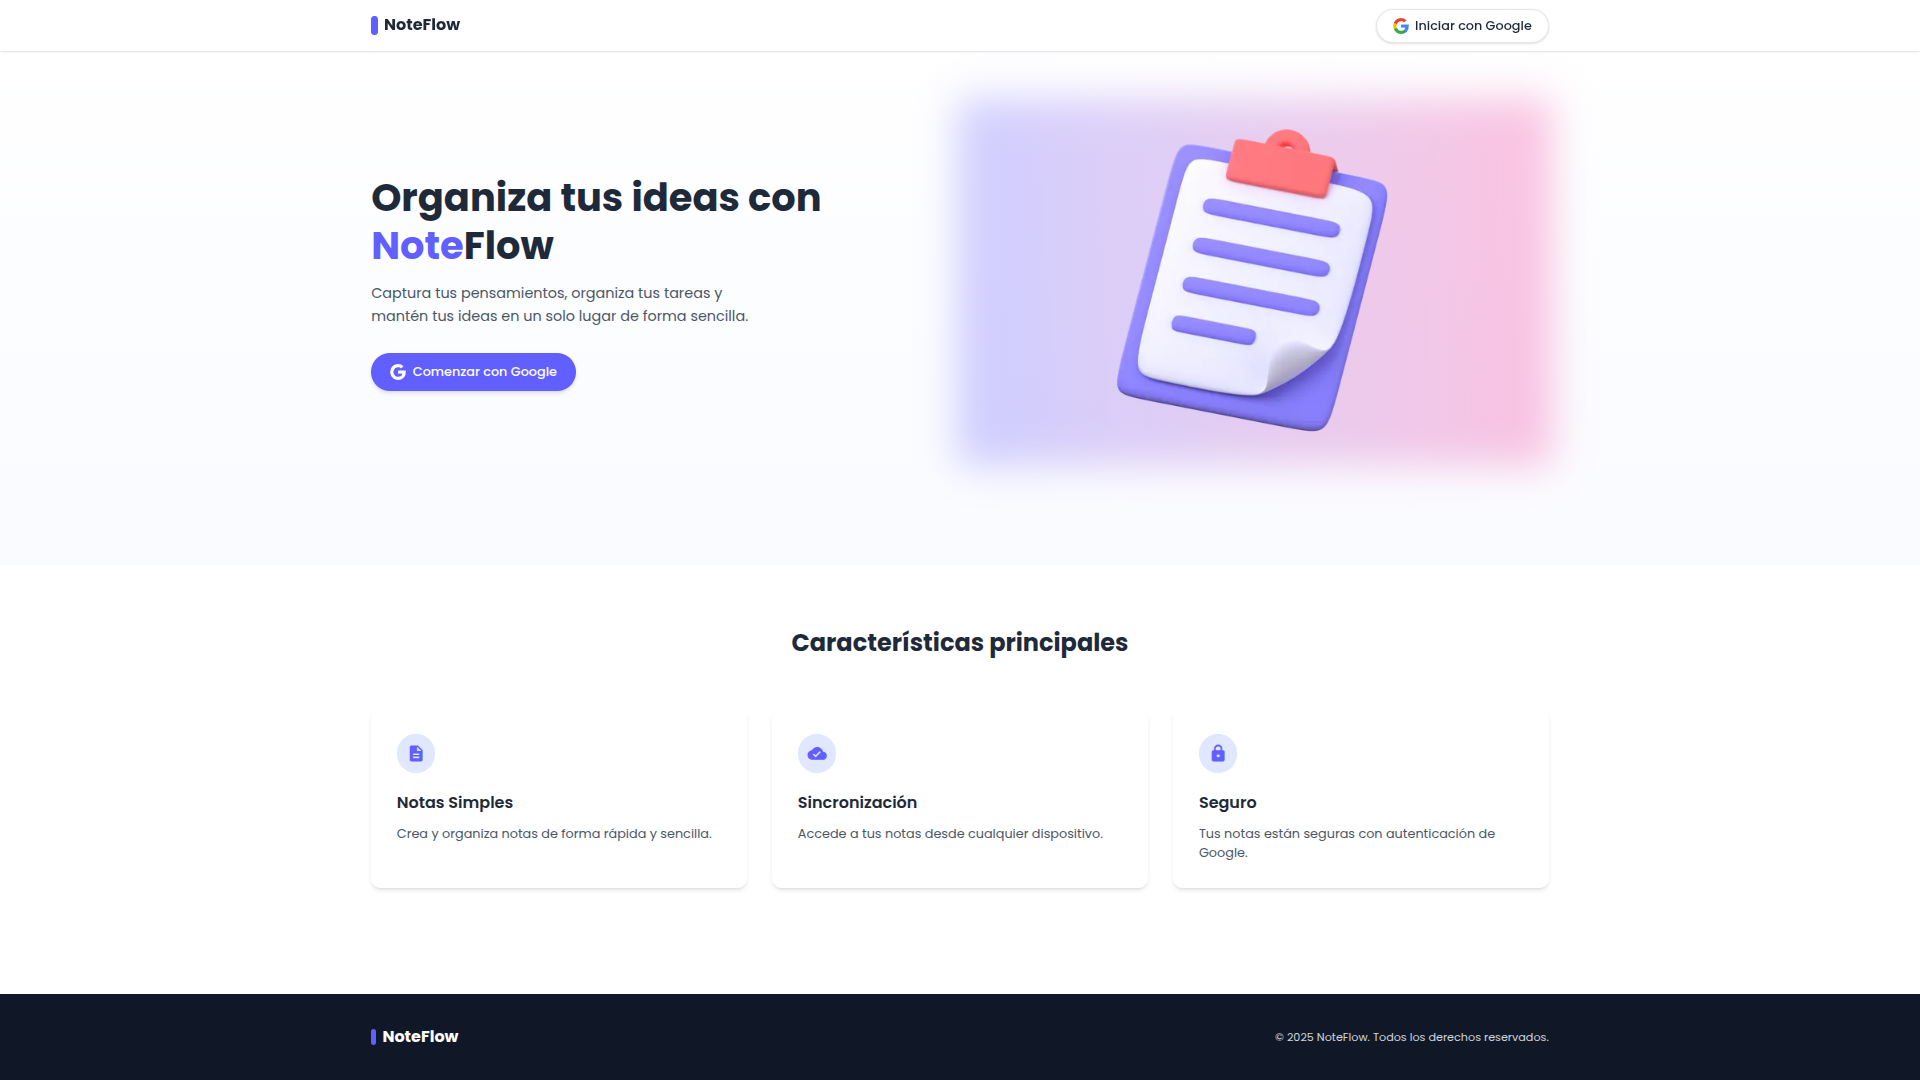 NoteFlow
Iniciar con Google
Organiza tus ideas con
NoteFlow
Captura tus pensamientos, organiza tus tareas y
mantén tus ideas en un solo lugar de forma sencilla.
Comenzar con Google
Características principales
Notas Simples
Crea y organiza notas de forma rápida y sencilla.
Sincronización
Accede a tus notas desde cualquier dispositivo.
Seguro
Tus notas están seguras con autenticación de
Google.
NoteFlow
© 2025 NoteFlow. Todos los derechos reservados.